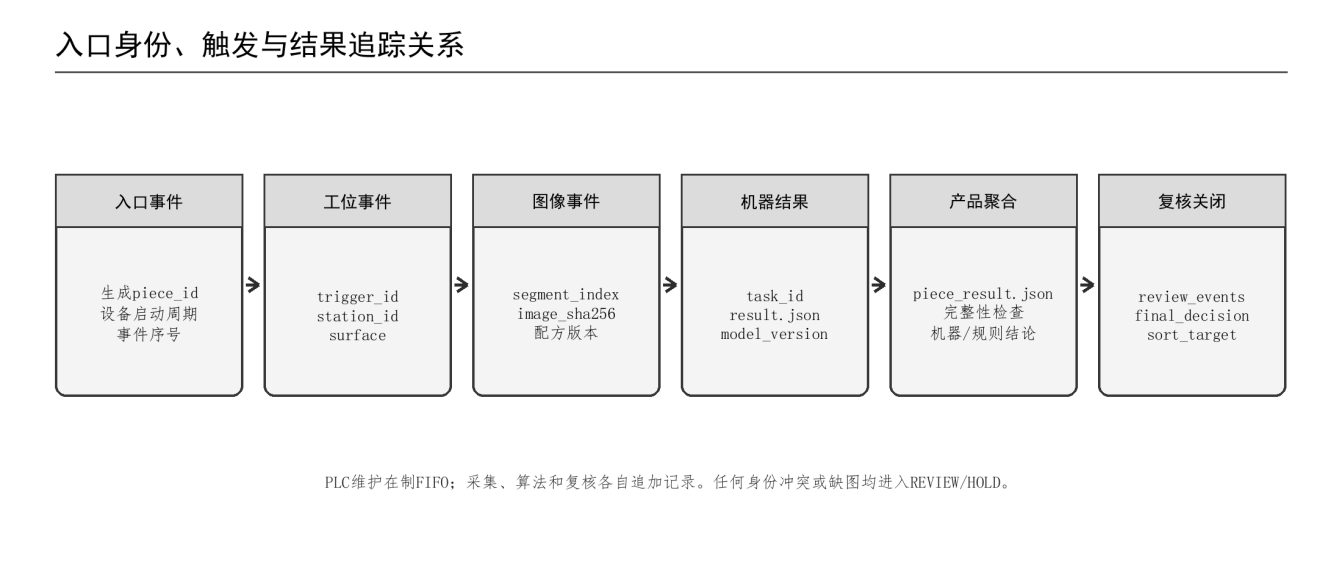 入口身份、触发与结果追踪关系
入口事件
生成piece_id
设备启动周期
事件序号
工位事件
trigger_id
station_id
surface
图像事件
segment_index
image_sha256
配方版本
机器结果
task_id
result.json
model_version
产品聚合
piece_result.json
完整性检查
机器/规则结论
复核关闭
review_events
final_decision
sort_target
PLC维护在制FIFO；采集、算法和复核各自追加记录。任何身份冲突或缺图均进入REVIEW/HOLD。